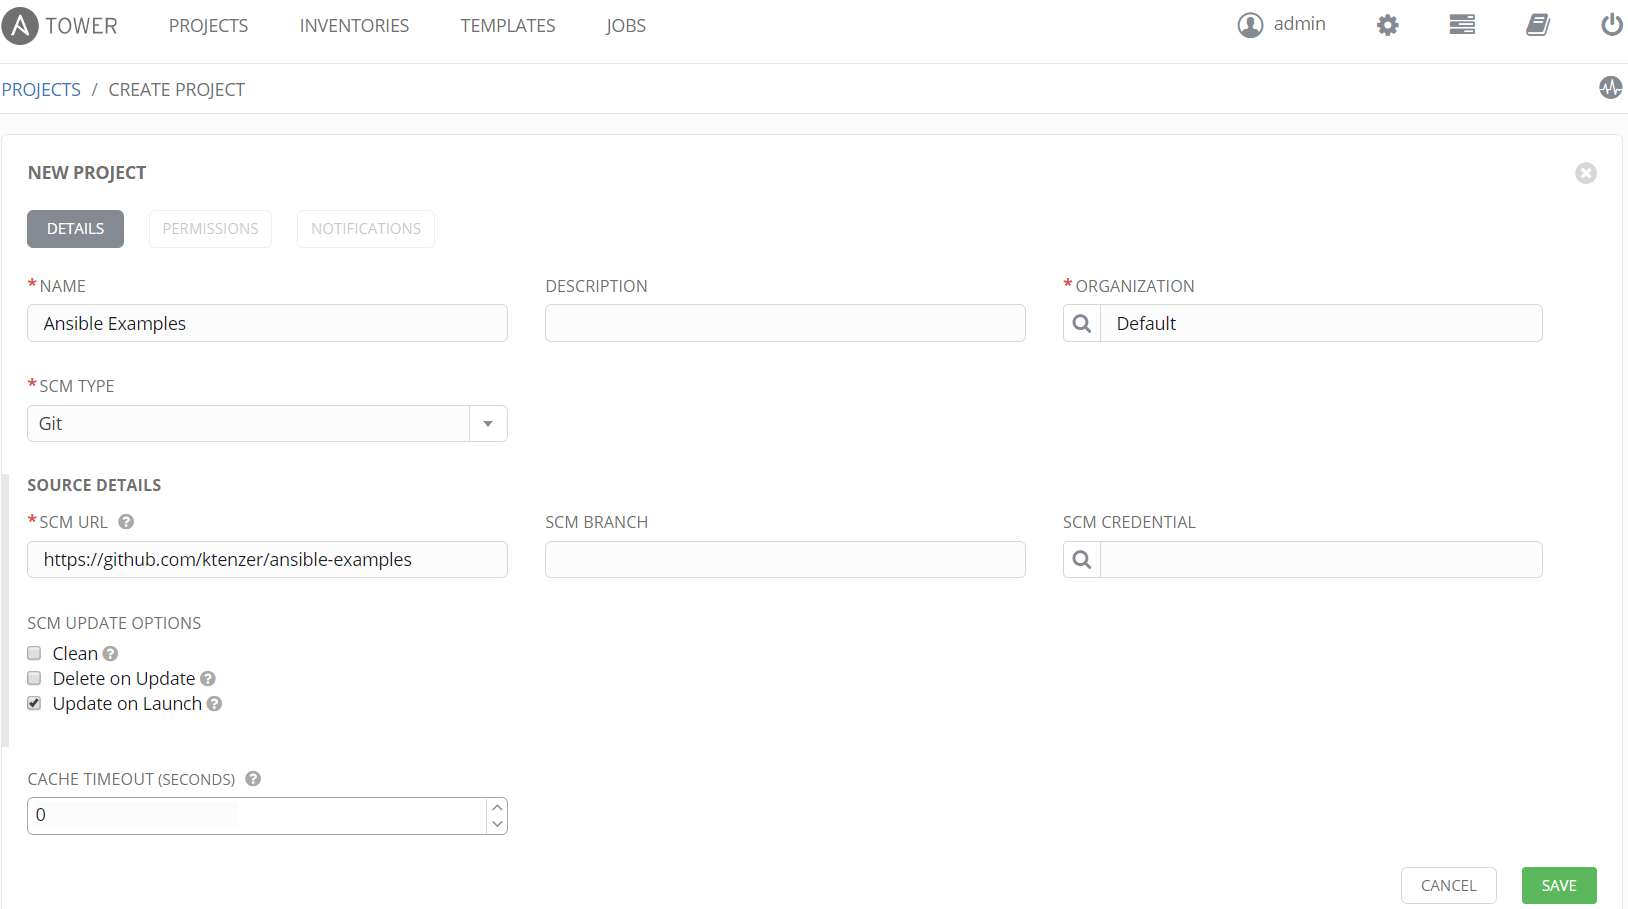 TOWER PROJECTS INVENTORIES TEMPLATES JOBS admin
PROJECTS / CREATE PROJECT
NEW PROJECT
DETAILS PERMISSIONS NOTIFICATIONS
* NAME DESCRIPTION * ORGANIZATION
Ansible Examples Default
* SCM TYPE
Git
SOURCE DETAILS
* SCM URL ? SCM BRANCH SCM CREDENTIAL
https://github.com/ktenzer/ansible-examples
SCM UPDATE OPTIONS
Clean ?
Delete on Update ?
Update on Launch ?
CACHE TIMEOUT (SECONDS) ?
0
CANCEL SAVE